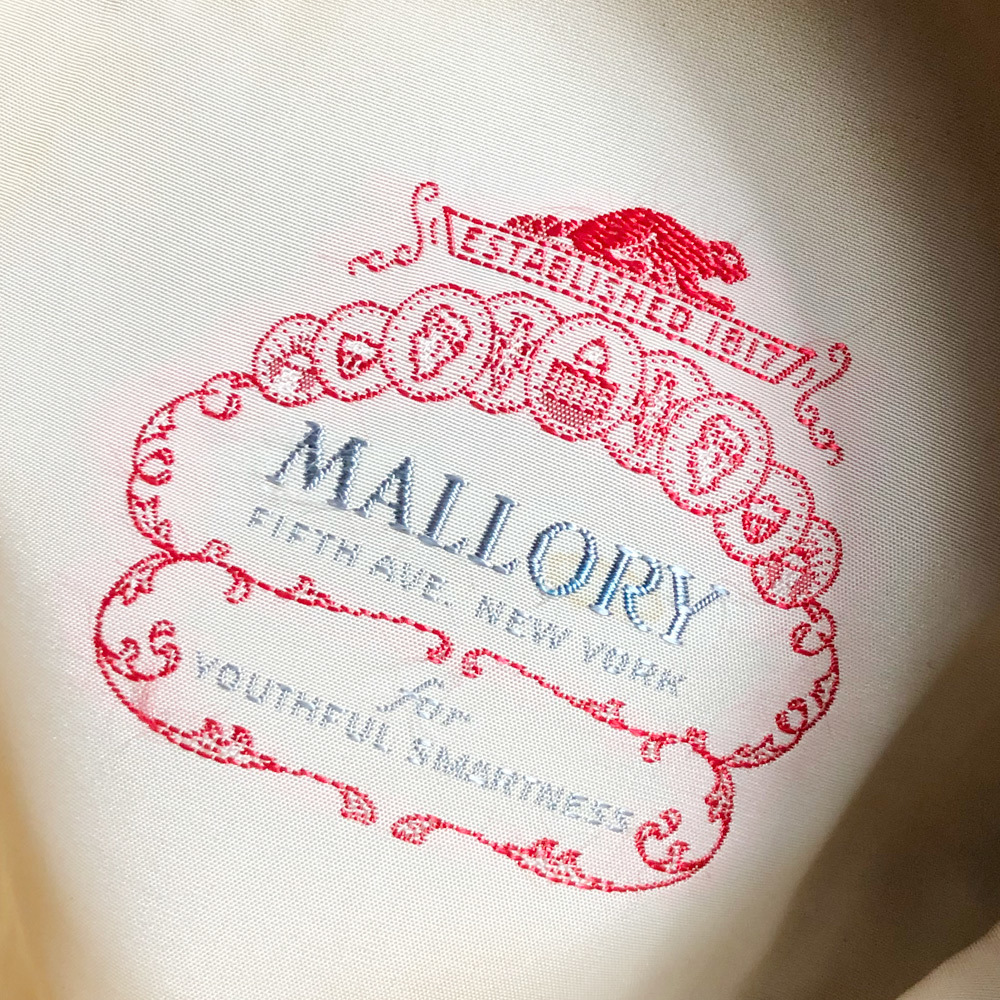 ESTABLISHED 1817
MALLORY
FIFTH AVE. NEW YORK
for
YOUTHFUL SMARTNESS